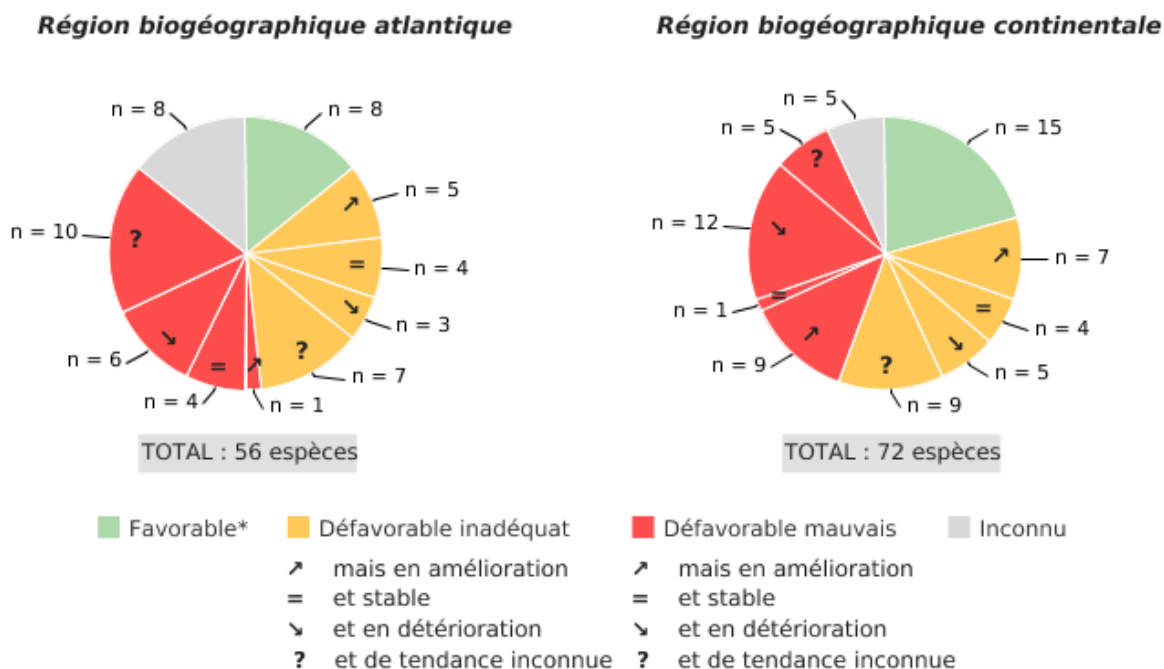 Région biogéographique atlantique
n = 8
n = 8
n = 5
↗
n = 10
?
=
n = 4
↘
n = 3
?
n = 7
↗
n = 1
=
n = 4
↘
n = 6
TOTAL : 56 espèces
Région biogéographique continentale
n = 5
n = 5
?
n = 15
n = 12
↘
↗
n = 7
=
n = 1
=
n = 4
↗
n = 9
↘
n = 5
?
n = 9
TOTAL : 72 espèces
Favorable*
Défavorable inadéquat
↗ mais en amélioration
= et stable
↘ et en détérioration
? et de tendance inconnue
Défavorable mauvais
↗ mais en amélioration
= et stable
↘ et en détérioration
? et de tendance inconnue
Inconnu